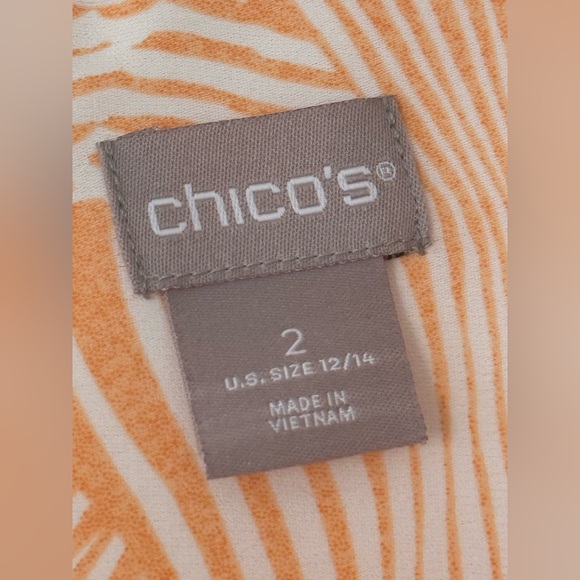 chico's®
2
U.S. SIZE 12/14
MADE IN
VIETNAM